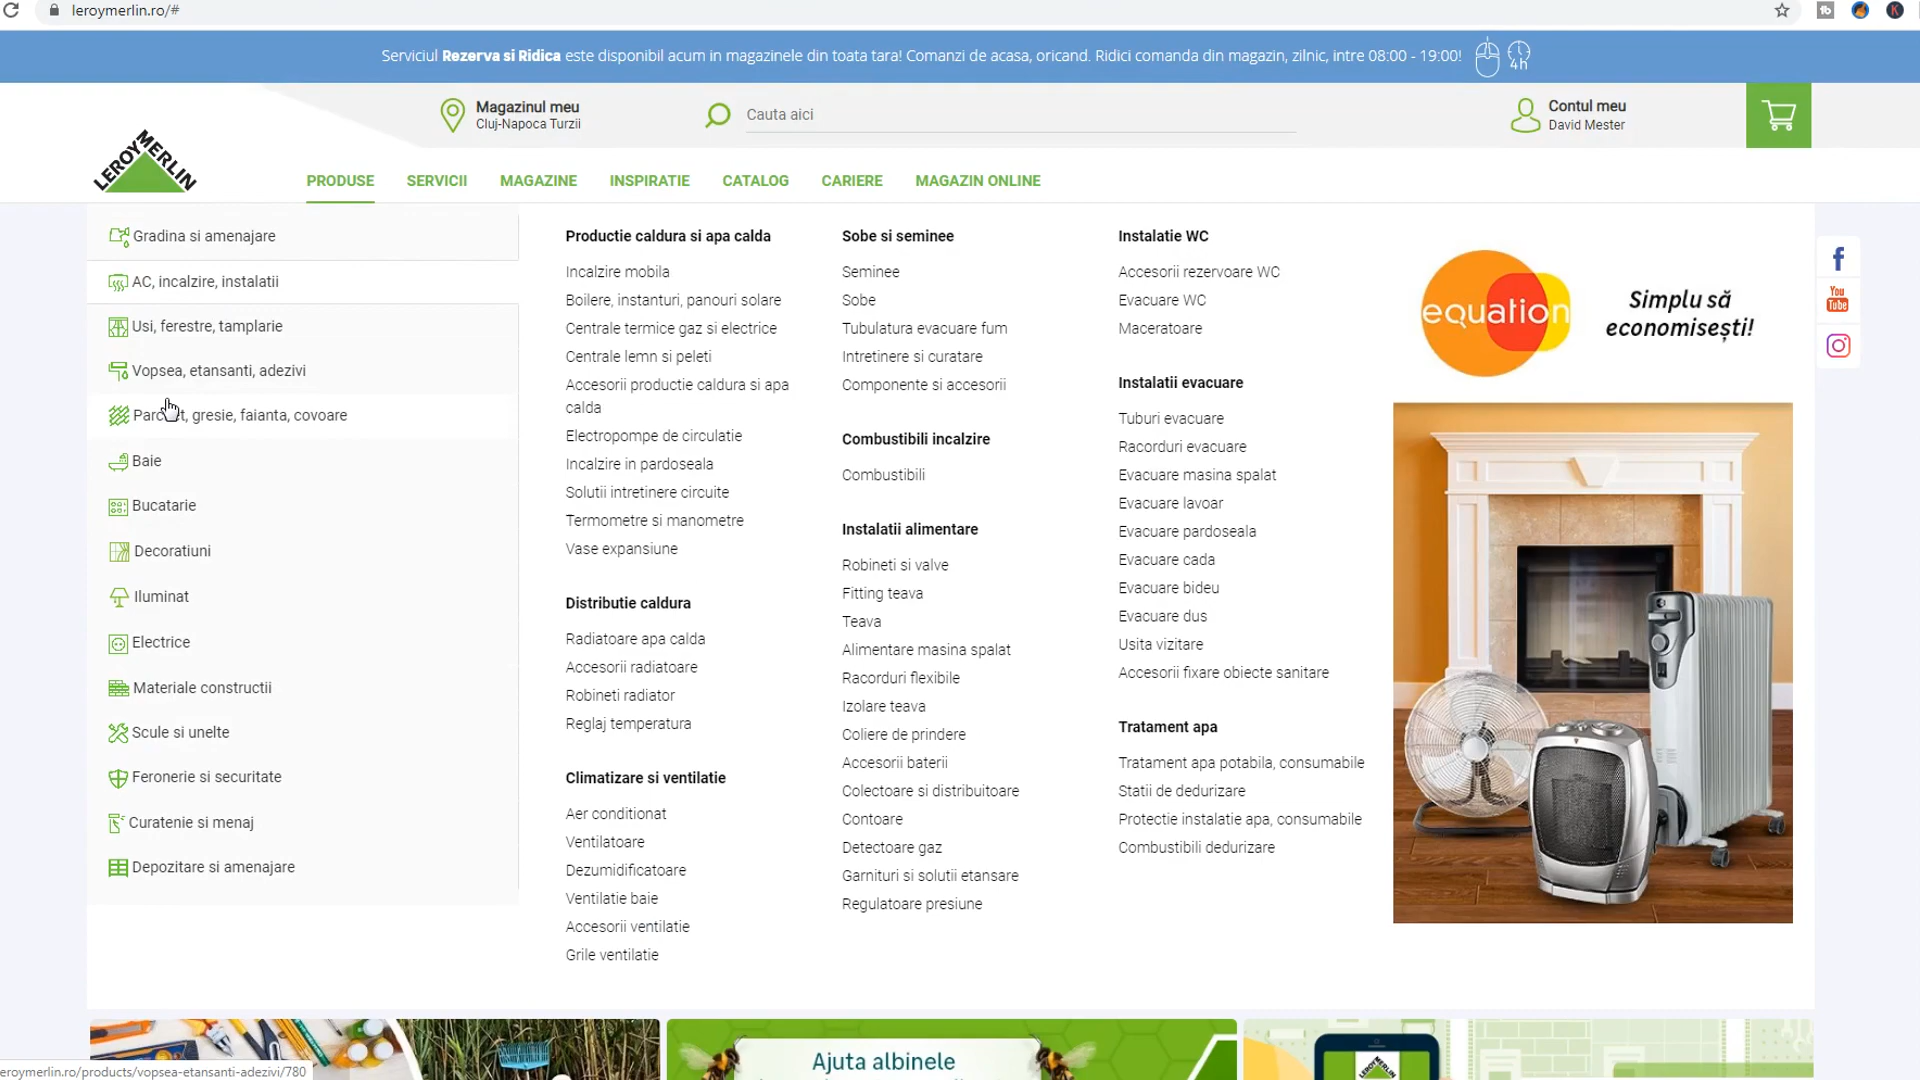 leroymerlin.ro/#
Serviciul Rezerva si Ridica este disponibil acum in magazinele din toata tara! Comanzi de acasa, oricand. Ridici comanda din magazin, zilnic, intre 08:00 - 19:00!
4h
LEROY MERLIN
Magazinul meu
Cluj-Napoca Turzii
Cauta aici
Contul meu
David Mester
PRODUSE
SERVICII
MAGAZINE
INSPIRATIE
CATALOG
CARIERE
MAGAZIN ONLINE
Gradina si amenajare
AC, incalzire, instalatii
Usi, ferestre, tamplarie
Vopsea, etansanti, adezivi
Parchet, gresie, faianta, covoare
Baie
Bucatarie
Decoratiuni
Iluminat
Electrice
Materiale constructii
Scule si unelte
Feronerie si securitate
Curatenie si menaj
Depozitare si amenajare
Productie caldura si apa calda
Incalzire mobila
Boilere, instanturi, panouri solare
Centrale termice gaz si electrice
Centrale lemn si peleti
Accesorii productie caldura si apa
calda
Electropompe de circulatie
Incalzire in pardoseala
Solutii intretinere circuite
Termometre si manometre
Vase expansiune
Distributie caldura
Radiatoare apa calda
Accesorii radiatoare
Robineti radiator
Reglaj temperatura
Climatizare si ventilatie
Aer conditionat
Ventilatoare
Dezumidificatoare
Ventilatie baie
Accesorii ventilatie
Grile ventilatie
Sobe si seminee
Seminee
Sobe
Tubulatura evacuare fum
Intretinere si curatare
Componente si accesorii
Combustibili incalzire
Combustibili
Instalatii alimentare
Robineti si valve
Fitting teava
Teava
Alimentare masina spalat
Racorduri flexibile
Izolare teava
Coliere de prindere
Accesorii baterii
Colectoare si distribuitoare
Contoare
Detectoare gaz
Garnituri si solutii etansare
Regulatoare presiune
Instalatie WC
Accesorii rezervoare WC
Evacuare WC
Maceratoare
Instalatii evacuare
Tuburi evacuare
Racorduri evacuare
Evacuare masina spalat
Evacuare lavoar
Evacuare pardoseala
Evacuare cada
Evacuare bideu
Evacuare dus
Usita vizitare
Accesorii fixare obiecte sanitare
Tratament apa
Tratament apa potabila, consumabile
Statii de dedurizare
Protectie instalatie apa, consumabile
Combustibili dedurizare
equation
Simplu să
economisești!
You
Tube
Ajuta albinele
eroymerlin.ro/products/vopsea-etansanti-adezivi/780